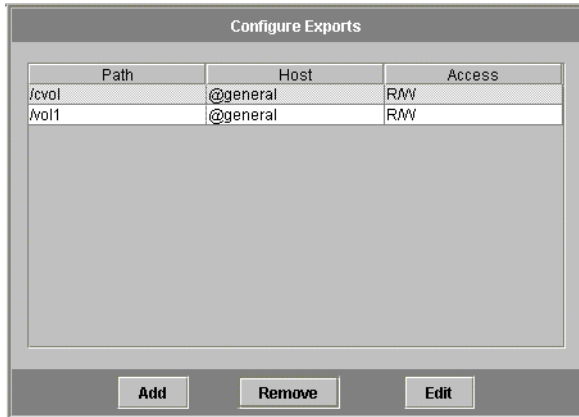 Configure Exports
Path Host Access
/cvol @general R/W
/vol1 @general R/W
Add Remove Edit